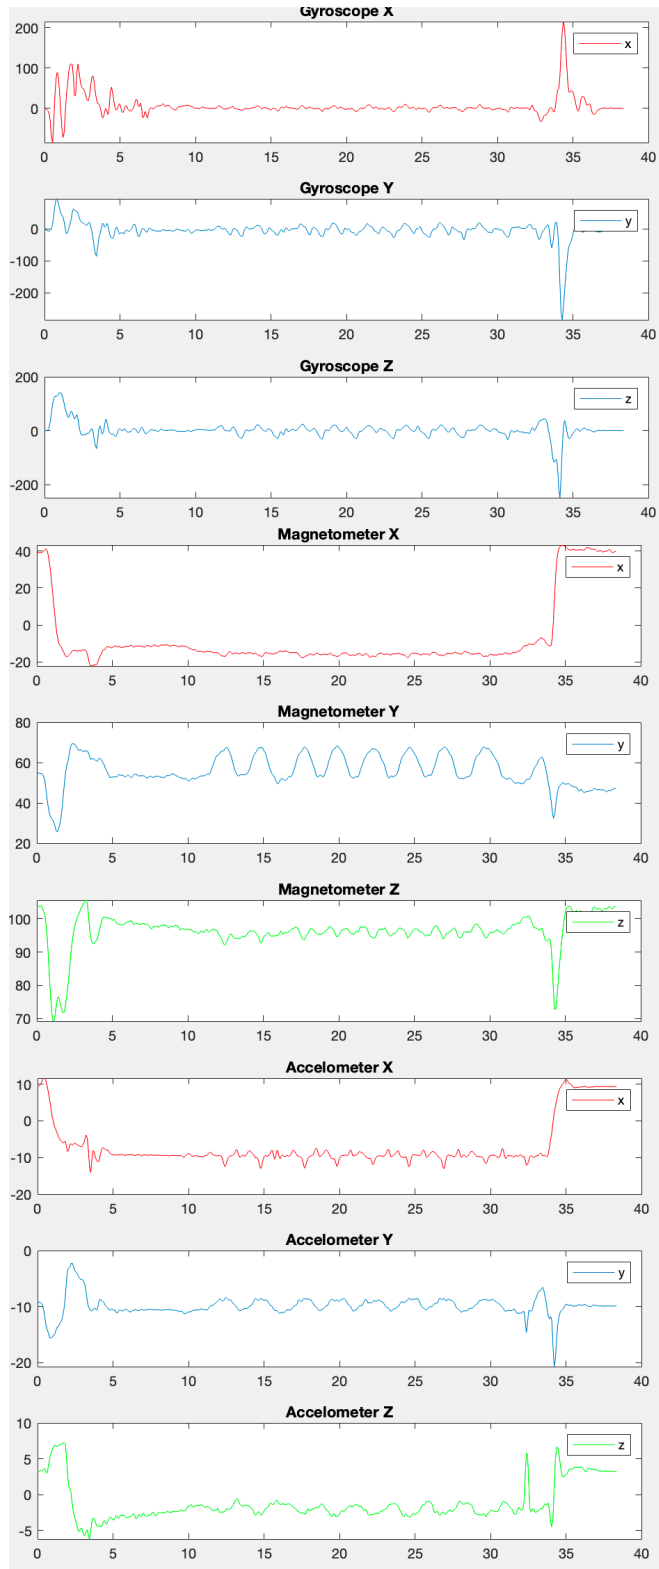 Gyroscope X
200
100
0
x
0 5 10 15 20 25 30 35 40
Gyroscope Y
0
-100
-200
y
0 5 10 15 20 25 30 35 40
Gyroscope Z
200
0
-200
z
0 5 10 15 20 25 30 35 40
Magnetometer X
40
20
0
-20
x
0 5 10 15 20 25 30 35 40
Magnetometer Y
80
60
40
20
y
0 5 10 15 20 25 30 35 40
Magnetometer Z
100
90
80
70
z
0 5 10 15 20 25 30 35 40
Accelometer X
10
0
-10
-20
x
0 5 10 15 20 25 30 35 40
Accelometer Y
0
-10
-20
y
0 5 10 15 20 25 30 35 40
Accelometer Z
10
5
0
-5
z
0 5 10 15 20 25 30 35 40